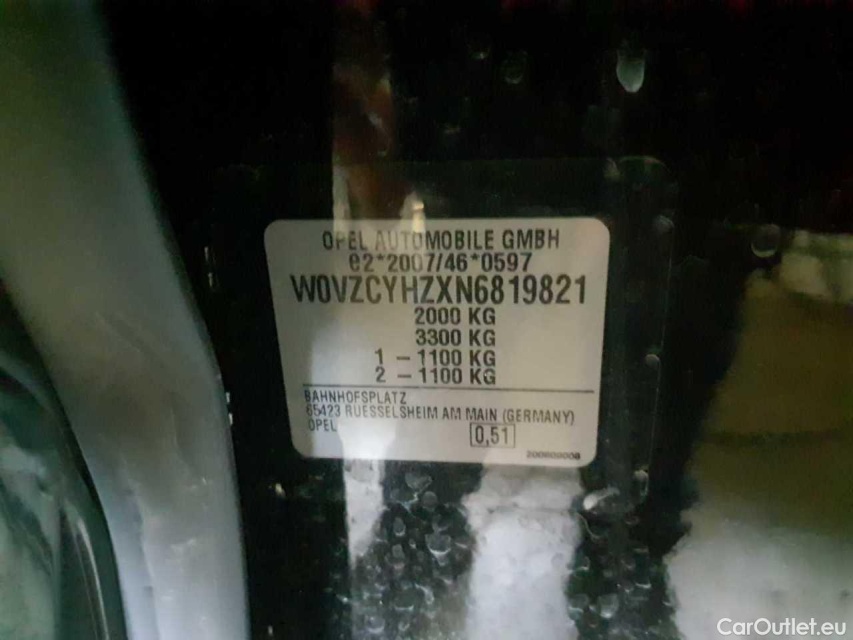 OPEL AUTOMOBILE GMBH
e2*2007/46*0597
W0VZCYHZXN6819821
2000 KG
3300 KG
1 – 1100 KG
2 – 1100 KG
BAHNHOFSPLATZ
65423 RUESSELSHEIM AM MAIN (GERMANY)
OPEL
0,51
CarOutlet.eu